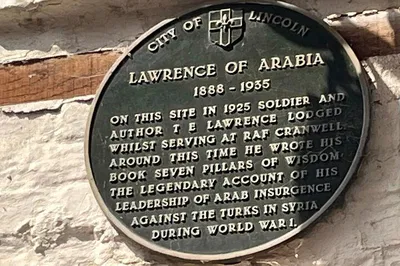 CITY OF LINCOLN
LAWRENCE OF ARABIA
1888 - 1935
ON THIS SITE IN 1925 SOLDIER AND
AUTHOR T E LAWRENCE LODGED
WHILST SERVING AT RAF CRANWELL.
AROUND THIS TIME HE WROTE HIS
BOOK SEVEN PILLARS OF WISDOM
THE LEGENDARY ACCOUNT OF HIS
LEADERSHIP OF ARAB INSURGENCE
AGAINST THE TURKS IN SYRIA
DURING WORLD WAR I.